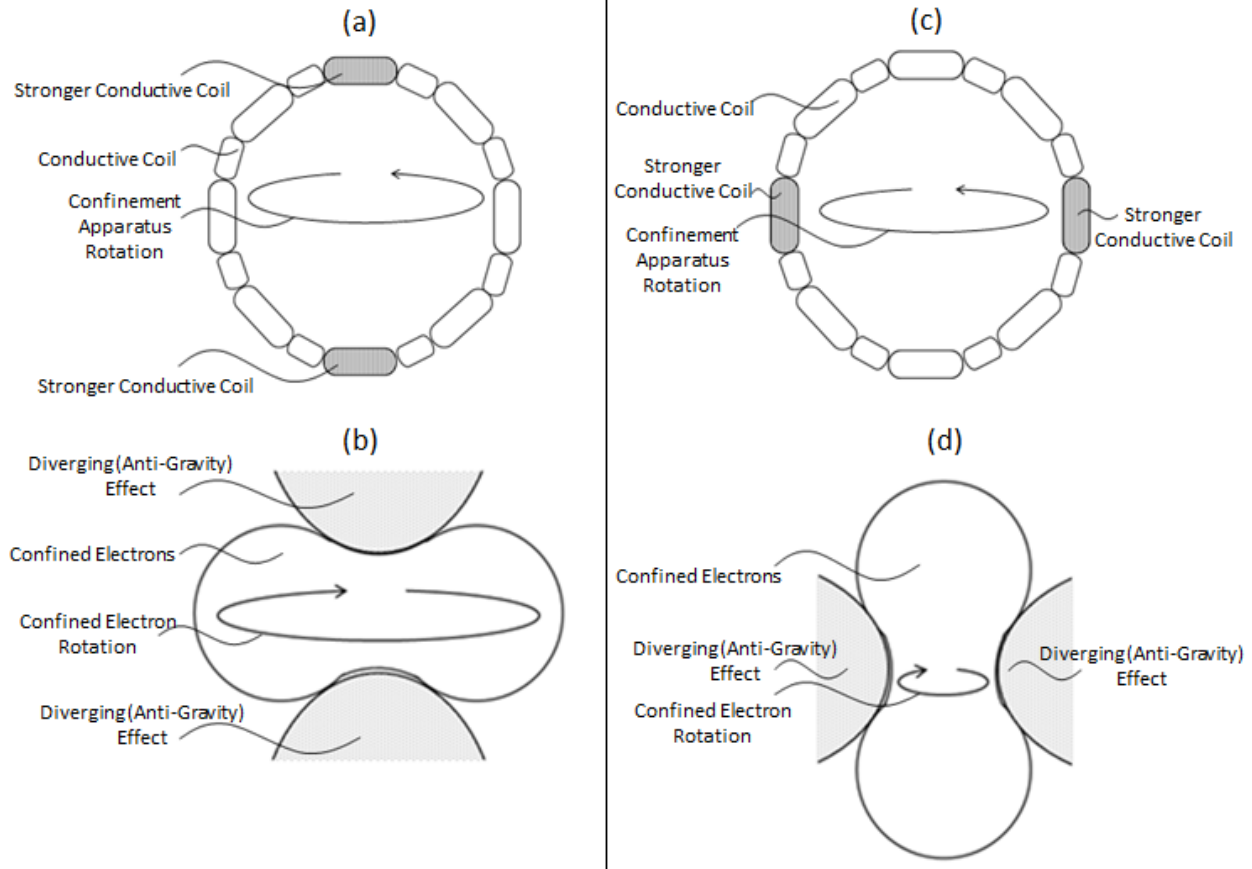 (a)
Stronger Conductive Coil
Conductive Coil
Confinement
Apparatus
Rotation
Stronger Conductive Coil
(b)
Diverging (Anti-Gravity)
Effect
Confined Electrons
Confined Electron
Rotation
Diverging (Anti-Gravity)
Effect
(c)
Conductive Coil
Stronger
Conductive Coil
Confinement
Apparatus
Rotation
Stronger
Conductive Coil
(d)
Confined Electrons
Diverging (Anti-Gravity)
Effect
Confined Electron
Rotation
Diverging (Anti-Gravity)
Effect